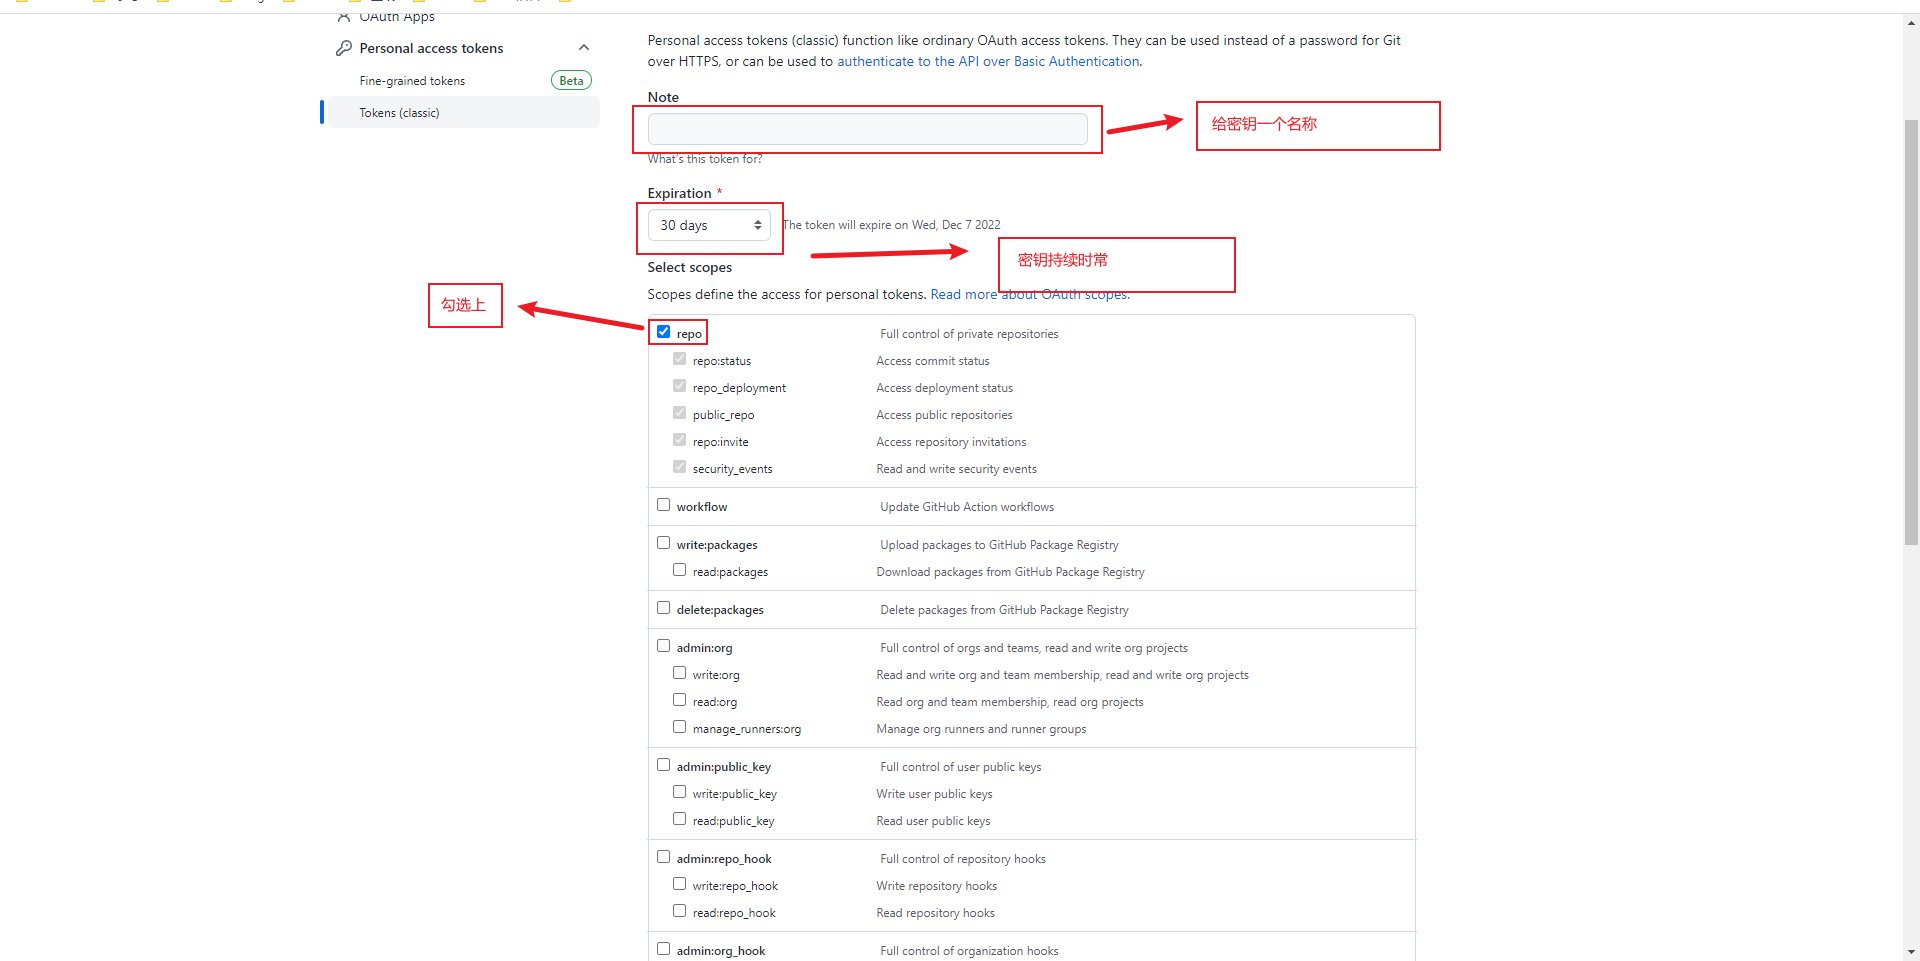 OAuth Apps
Personal access tokens
Fine-grained tokens
Beta
Tokens (classic)
Personal access tokens (classic) function like ordinary OAuth access tokens. They can be used instead of a password for Git
over HTTPS, or can be used to authenticate to the API over Basic Authentication.
Note
给密钥一个名称
What's this token for?
Expiration *
30 days
The token will expire on Wed, Dec 7 2022
密钥持续时常
Select scopes
Scopes define the access for personal tokens. Read more about OAuth scopes.
勾选上
repo Full control of private repositories
repo:status Access commit status
repo_deployment Access deployment status
public_repo Access public repositories
repo:invite Access repository invitations
security_events Read and write security events
workflow Update GitHub Action workflows
write:packages Upload packages to GitHub Package Registry
read:packages Download packages from GitHub Package Registry
delete:packages Delete packages from GitHub Package Registry
admin:org Full control of orgs and teams, read and write org projects
write:org Read and write org and team membership, read and write org projects
read:org Read org and team membership, read org projects
manage_runners:org Manage org runners and runner groups
admin:public_key Full control of user public keys
write:public_key Write user public keys
read:public_key Read user public keys
admin:repo_hook Full control of repository hooks
write:repo_hook Write repository hooks
read:repo_hook Read repository hooks
admin:org_hook Full control of organization hooks